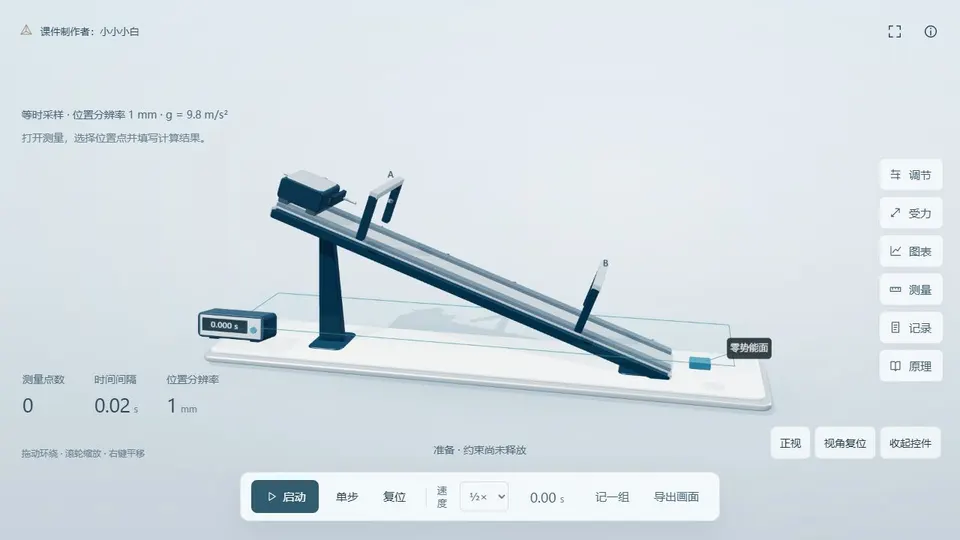 课件制作者：小小小白
等时采样 · 位置分辨率 1 mm · g = 9.8 m/s²
打开测量，选择位置点并填写计算结果。
A
B
0.000 s
零势能面
调节
受力
图表
测量
记录
原理
测量点数
时间间隔
位置分辨率
0
0.02 s
1 mm
拖动环绕 · 滚轮缩放 · 右键平移
准备 · 约束尚未释放
正视
视角复位
收起控件
启动
单步
复位
速度
½×
0.00 s
记一组
导出画面